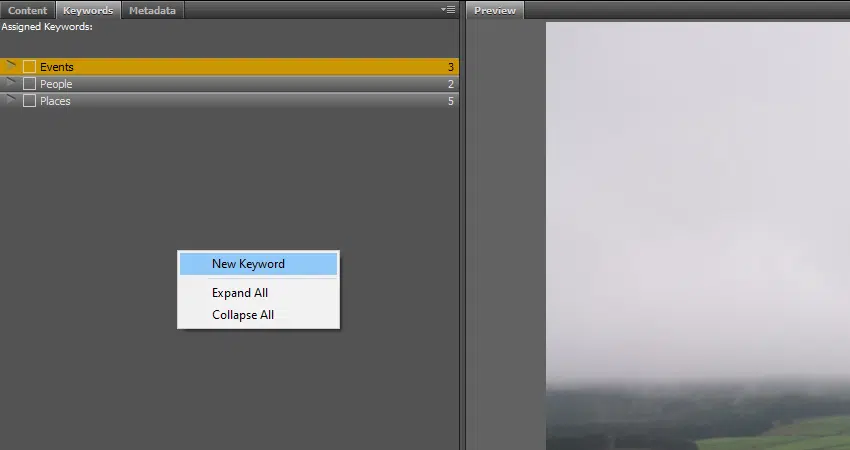 Content Keywords Metadata
Assigned Keywords:
Events 3
People 2
Places 5
New Keyword
Expand All
Collapse All
Preview